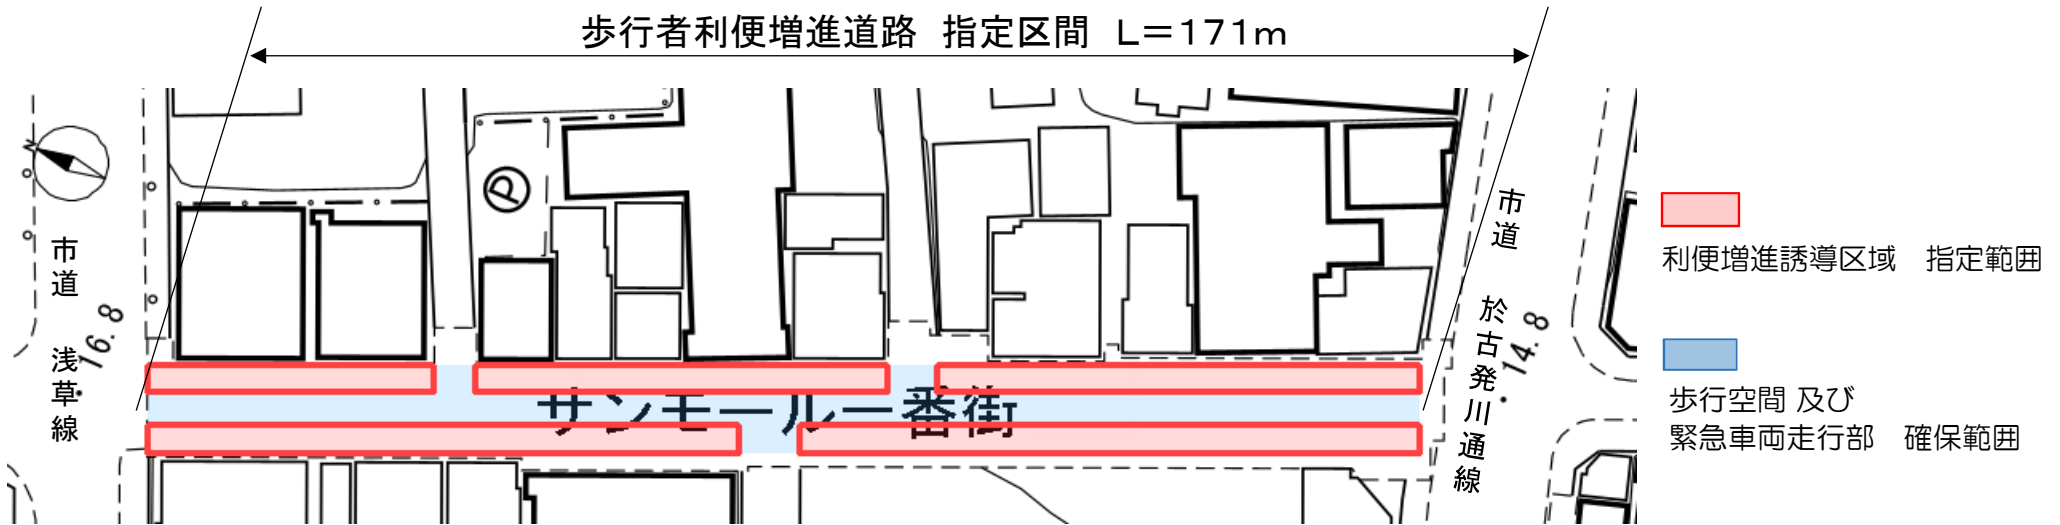 歩行者利便増進道路 指定区間 L=171m
N
P
市道 浅草線
16.8
サンモール一番街
市道 於古発川通線
14.8
利便増進誘導区域 指定範囲
歩行空間 及び
緊急車両走行部 確保範囲